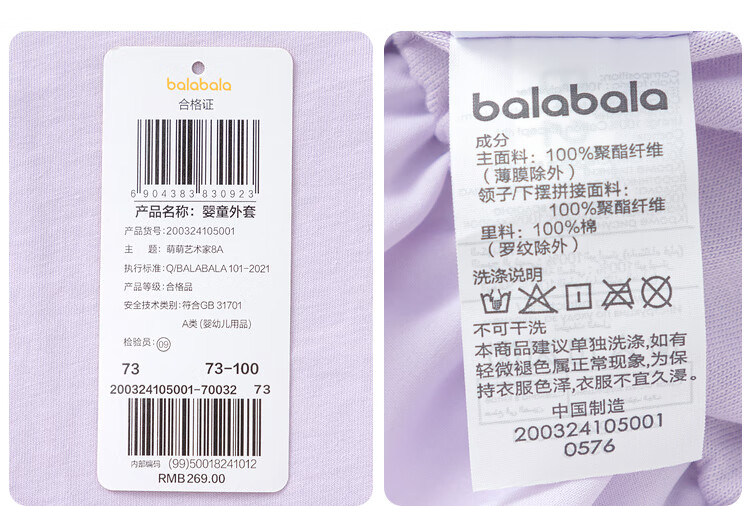 balabala
合格证
6 904383 830923
产品名称：婴童外套
产品货号：200324105001
主　题：萌萌艺术家8A
执行标准：Q/BALABALA 101-2021
产品等级：合格品
安全技术类别：符合GB 31701
A类 (婴幼儿用品)
检验员：09
73 73-100
200324105001-70032 73
内部编码 (99)50018241012
RMB269.00
balabala
成分
主面料：100%聚酯纤维
（薄膜除外）
领子/下摆拼接面料：
100%聚酯纤维
里料：100%棉
（罗纹除外）
洗涤说明
不可干洗
本商品建议单独洗涤，如有
轻微褪色属正常现象，为保
持衣服色泽，衣服不宜久浸。
中国制造
200324105001
0576